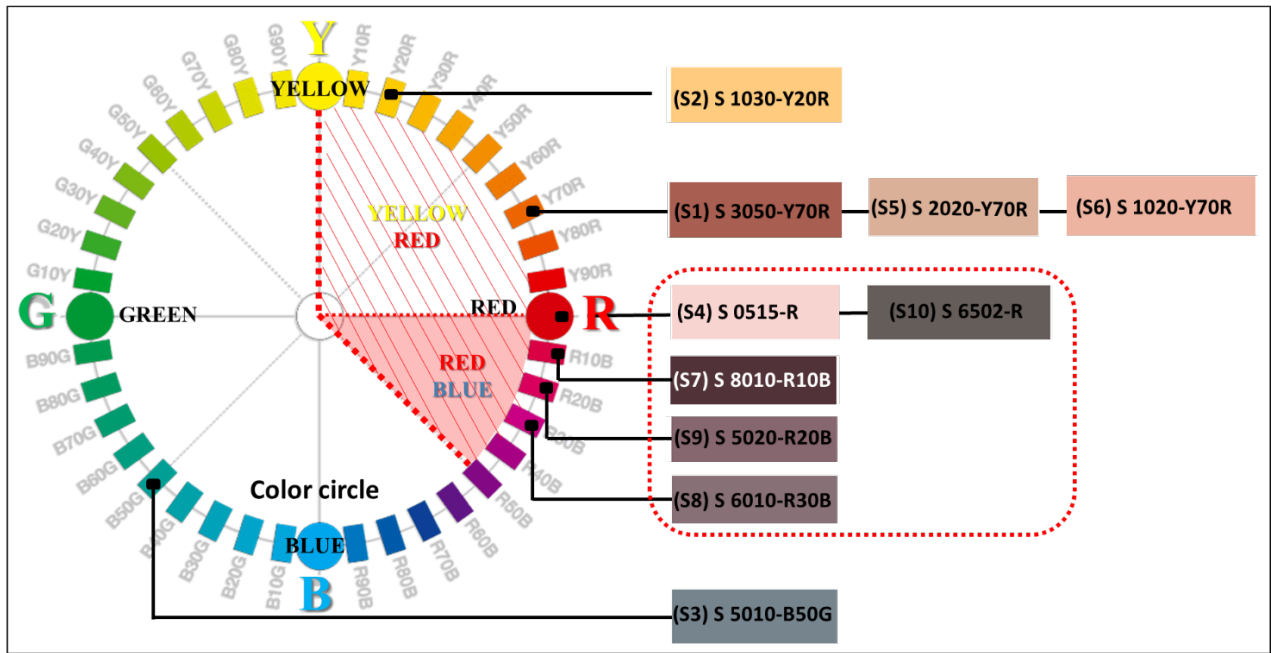 Y
YELLOW
G90Y
G80Y
G70Y
G60Y
G50Y
G40Y
G30Y
G20Y
G10Y
Y10R
Y20R
Y30R
Y40R
Y50R
Y60R
Y70R
Y80R
Y90R
YELLOW
RED
G
GREEN
RED
R
RED
BLUE
R10B
R20B
R30B
R40B
R50B
R60B
R70B
R80B
R90B
B90G
B80G
B70G
B60G
B50G
B40G
B30G
B20G
B10G
Color circle
BLUE
B
(S2) S 1030-Y20R
(S1) S 3050-Y70R
(S5) S 2020-Y70R
(S6) S 1020-Y70R
(S4) S 0515-R
(S10) S 6502-R
(S7) S 8010-R10B
(S9) S 5020-R20B
(S8) S 6010-R30B
(S3) S 5010-B50G